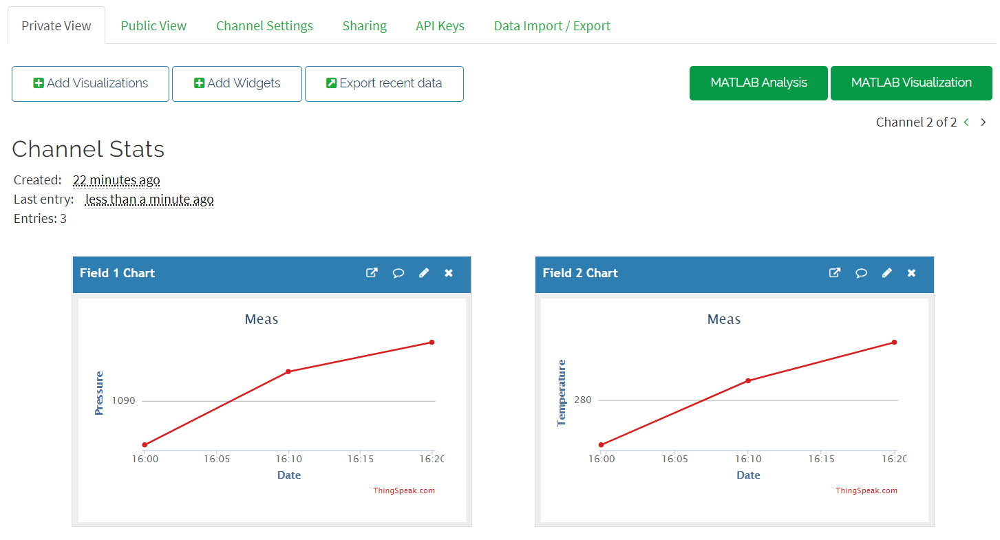 Private View Public View Channel Settings Sharing API Keys Data Import / Export
Add Visualizations Add Widgets Export recent data MATLAB Analysis MATLAB Visualization
Channel 2 of 2
Channel Stats
Created: 22 minutes ago
Last entry: less than a minute ago
Entries: 3
Field 1 Chart
Meas
Pressure
1090
16:00 16:05 16:10 16:15 16:20
Date
ThingSpeak.com
Field 2 Chart
Meas
Temperature
280
16:00 16:05 16:10 16:15 16:20
Date
ThingSpeak.com